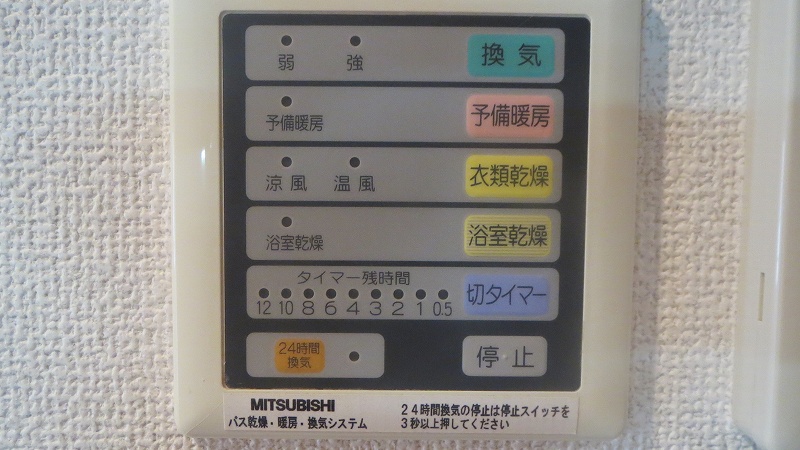 換気
弱 強
予備暖房
予備暖房
衣類乾燥
涼風 温風
浴室乾燥
浴室乾燥
タイマー残時間
切タイマー
12 10 8 6 4 3 2 1 0.5
24時間
換気
停止
MITSUBISHI
バス乾燥・暖房・換気システム
24時間換気の停止は停止スイッチを
3秒以上押してください